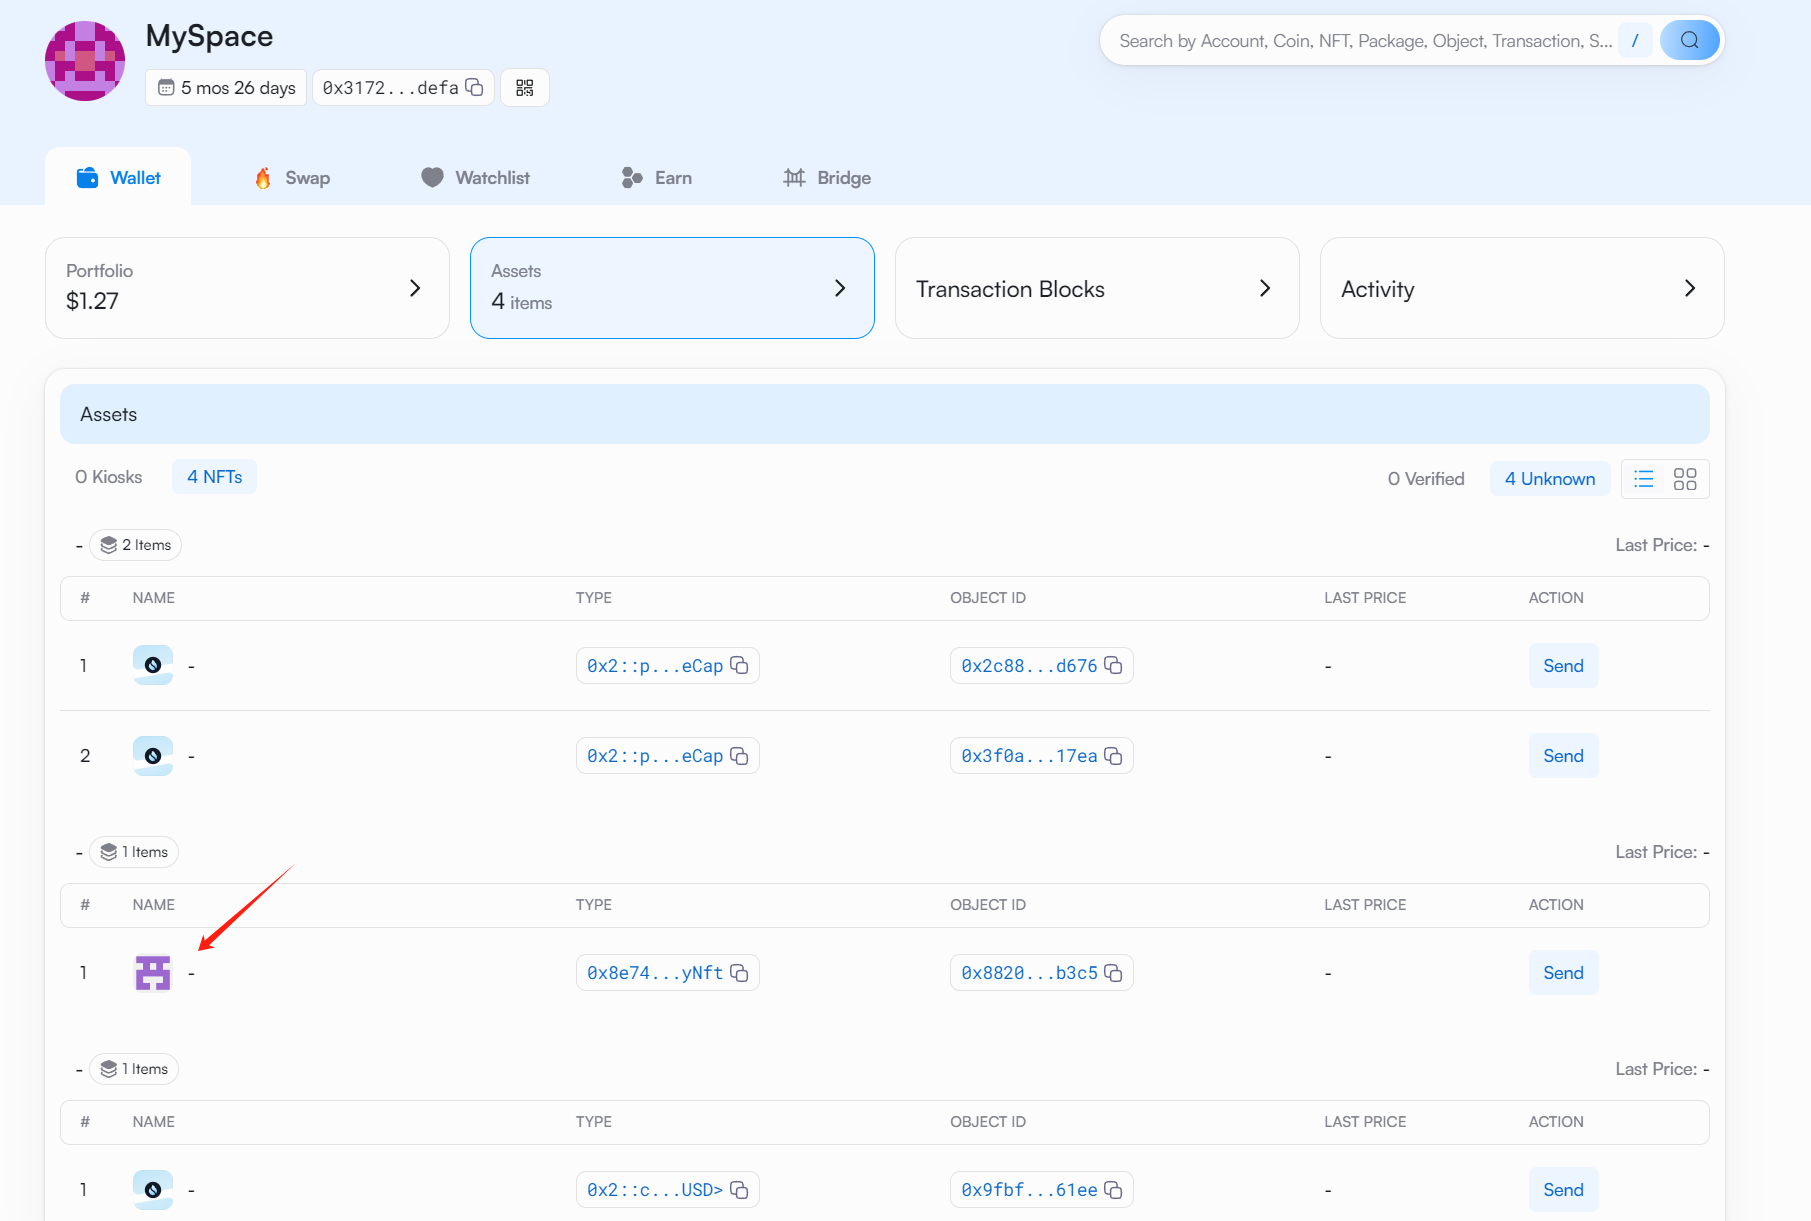 MySpace
5 mos 26 days
0x3172...defa
Search by Account, Coin, NFT, Package, Object, Transaction, S...
/
Wallet
Swap
Watchlist
Earn
Bridge
Portfolio
$1.27
Assets
4 items
Transaction Blocks
Activity
Assets
0 Kiosks
4 NFTs
0 Verified
4 Unknown
- 2 Items
Last Price: -
# NAME TYPE OBJECT ID LAST PRICE ACTION
1 - 0x2::p...eCap 0x2c88...d676 - Send
2 - 0x2::p...eCap 0x3f0a...17ea - Send
- 1 Items
Last Price: -
# NAME TYPE OBJECT ID LAST PRICE ACTION
1 - 0x8e74...yNft 0x8820...b3c5 - Send
- 1 Items
Last Price: -
# NAME TYPE OBJECT ID LAST PRICE ACTION
1 - 0x2::c...USD> 0x9fbf...61ee - Send